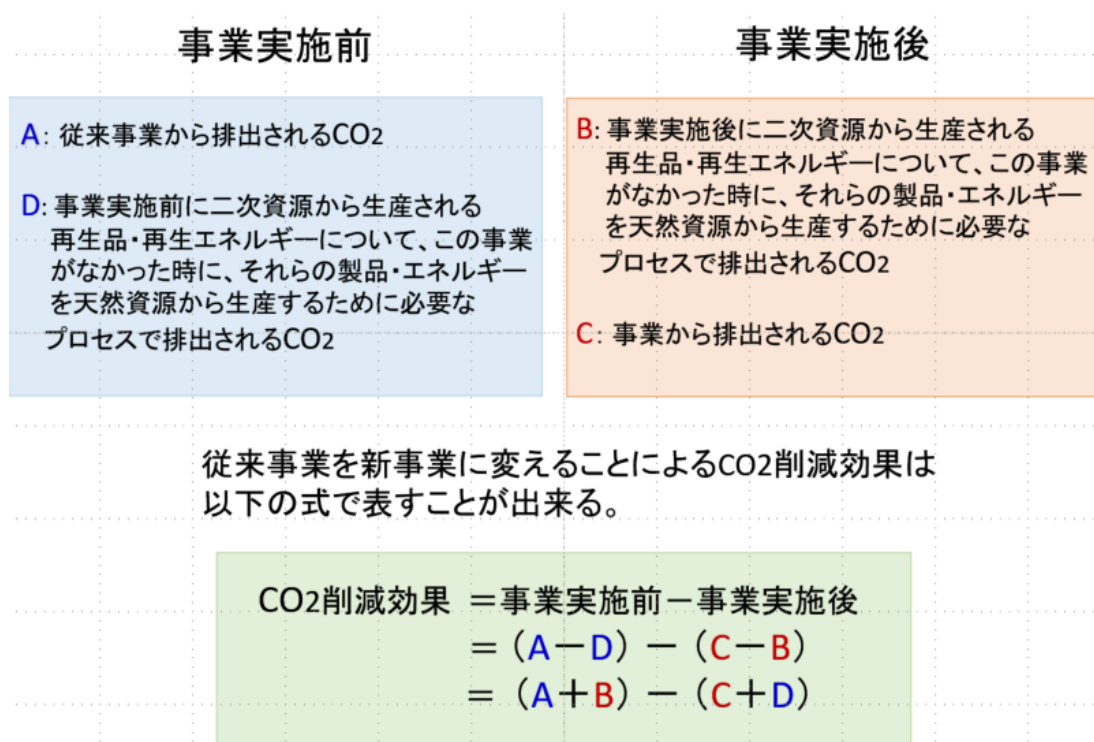 事業実施前
A: 従来事業から排出されるCO2
D: 事業実施前に二次資源から生産される
再生品・再生エネルギーについて、この事業
がなかった時に、それらの製品・エネルギー
を天然資源から生産するために必要な
プロセスで排出されるCO2
事業実施後
B: 事業実施後に二次資源から生産される
再生品・再生エネルギーについて、この事業
がなかった時に、それらの製品・エネルギー
を天然資源から生産するために必要な
プロセスで排出されるCO2
C: 事業から排出されるCO2
従来事業を新事業に変えることによるCO2削減効果は
以下の式で表すことが出来る。
CO2削減効果 =事業実施前-事業実施後
=(A-D)-(C-B)
=(A+B)-(C+D)